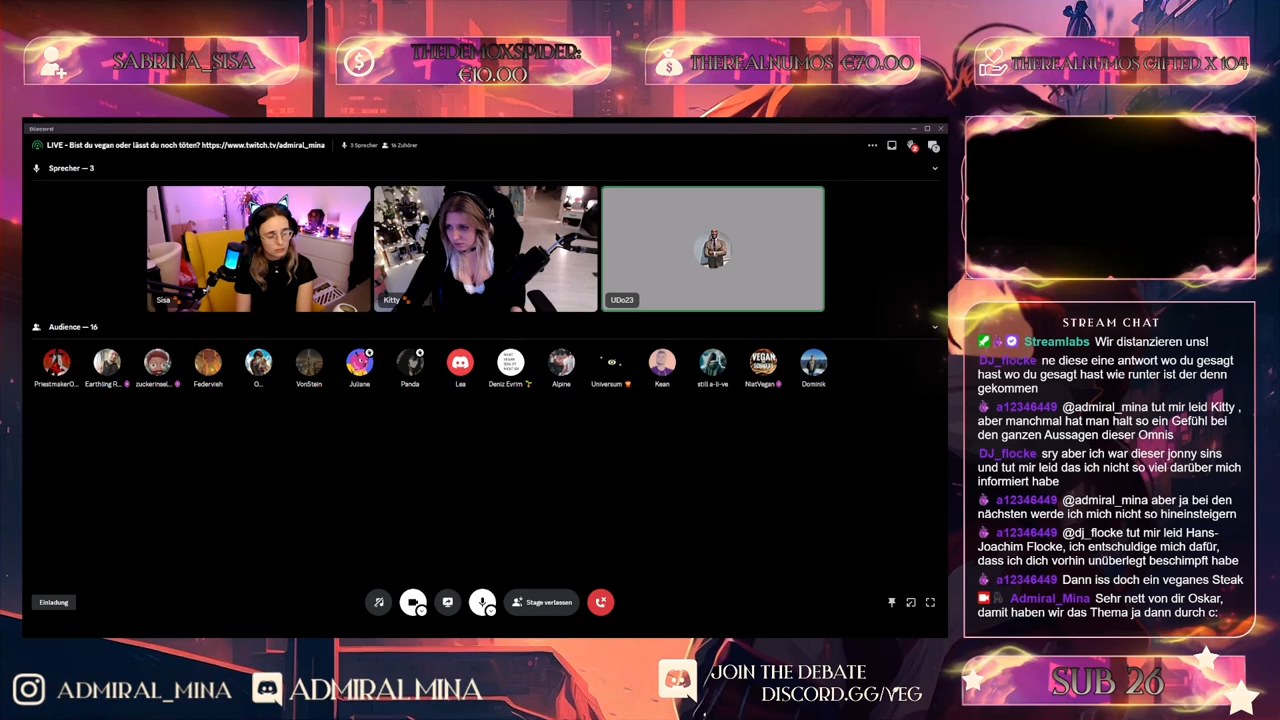 SABRINA_SISA
THEDEMOXSPIDER:
€10.00
THEREALNUMOS €70.00
THEREALNUMOS GIFTED X 104
Discord
LIVE - Bist du vegan oder lässt du noch töten? https://www.twitch.tv/admiral_mina
3 Sprecher
16 Zuhörer
Sprecher — 3
Sisa
Kitty
UDo23
Audience — 16
PriestmakerO...
Earthling R...
zuckerinsel...
Federvieh
O...
VonStein
Juliane
Panda
Lea
Deniz Evrim
Alpine
Universum
Kean
still a-li-ve
NiatVegan
Dominik
Einladung
Stage verlassen
STREAM CHAT
Streamlabs Wir distanzieren uns!
DJ_flocke ne diese eine antwort wo du gesagt
hast wo du gesagt hast wie runter ist der denn
gekommen
a12346449 @admiral_mina tut mir leid Kitty ,
aber manchmal hat man halt so ein Gefühl bei
den ganzen Aussagen dieser Omnis
DJ_flocke sry aber ich war dieser jonny sins
und tut mir leid das ich nicht so viel darüber mich
informiert habe
a12346449 @admiral_mina aber ja bei den
nächsten werde ich mich nicht so hineinsteigern
a12346449 @dj_flocke tut mir leid Hans-
Joachim Flocke, ich entschuldige mich dafür,
dass ich dich vorhin unüberlegt beschimpft habe
a12346449 Dann iss doch ein veganes Steak
Admiral_Mina Sehr nett von dir Oskar,
damit haben wir das Thema ja dann durch c:
ADMIRAL_MINA
ADMIRAL MINA
JOIN THE DEBATE
DISCORD.GG/VEG
SUB 26